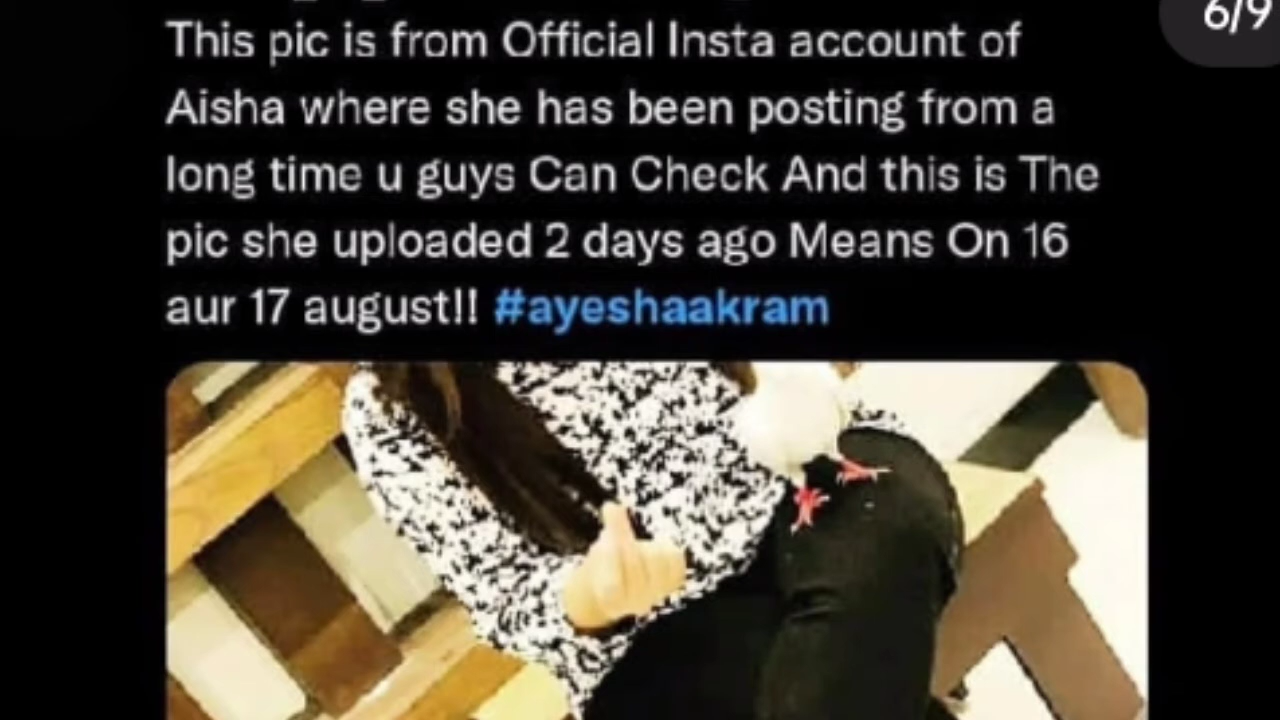 6/9
This pic is from Official Insta account of
Aisha where she has been posting from a
long time u guys Can Check And this is The
pic she uploaded 2 days ago Means On 16
aur 17 august!! #ayeshaakram